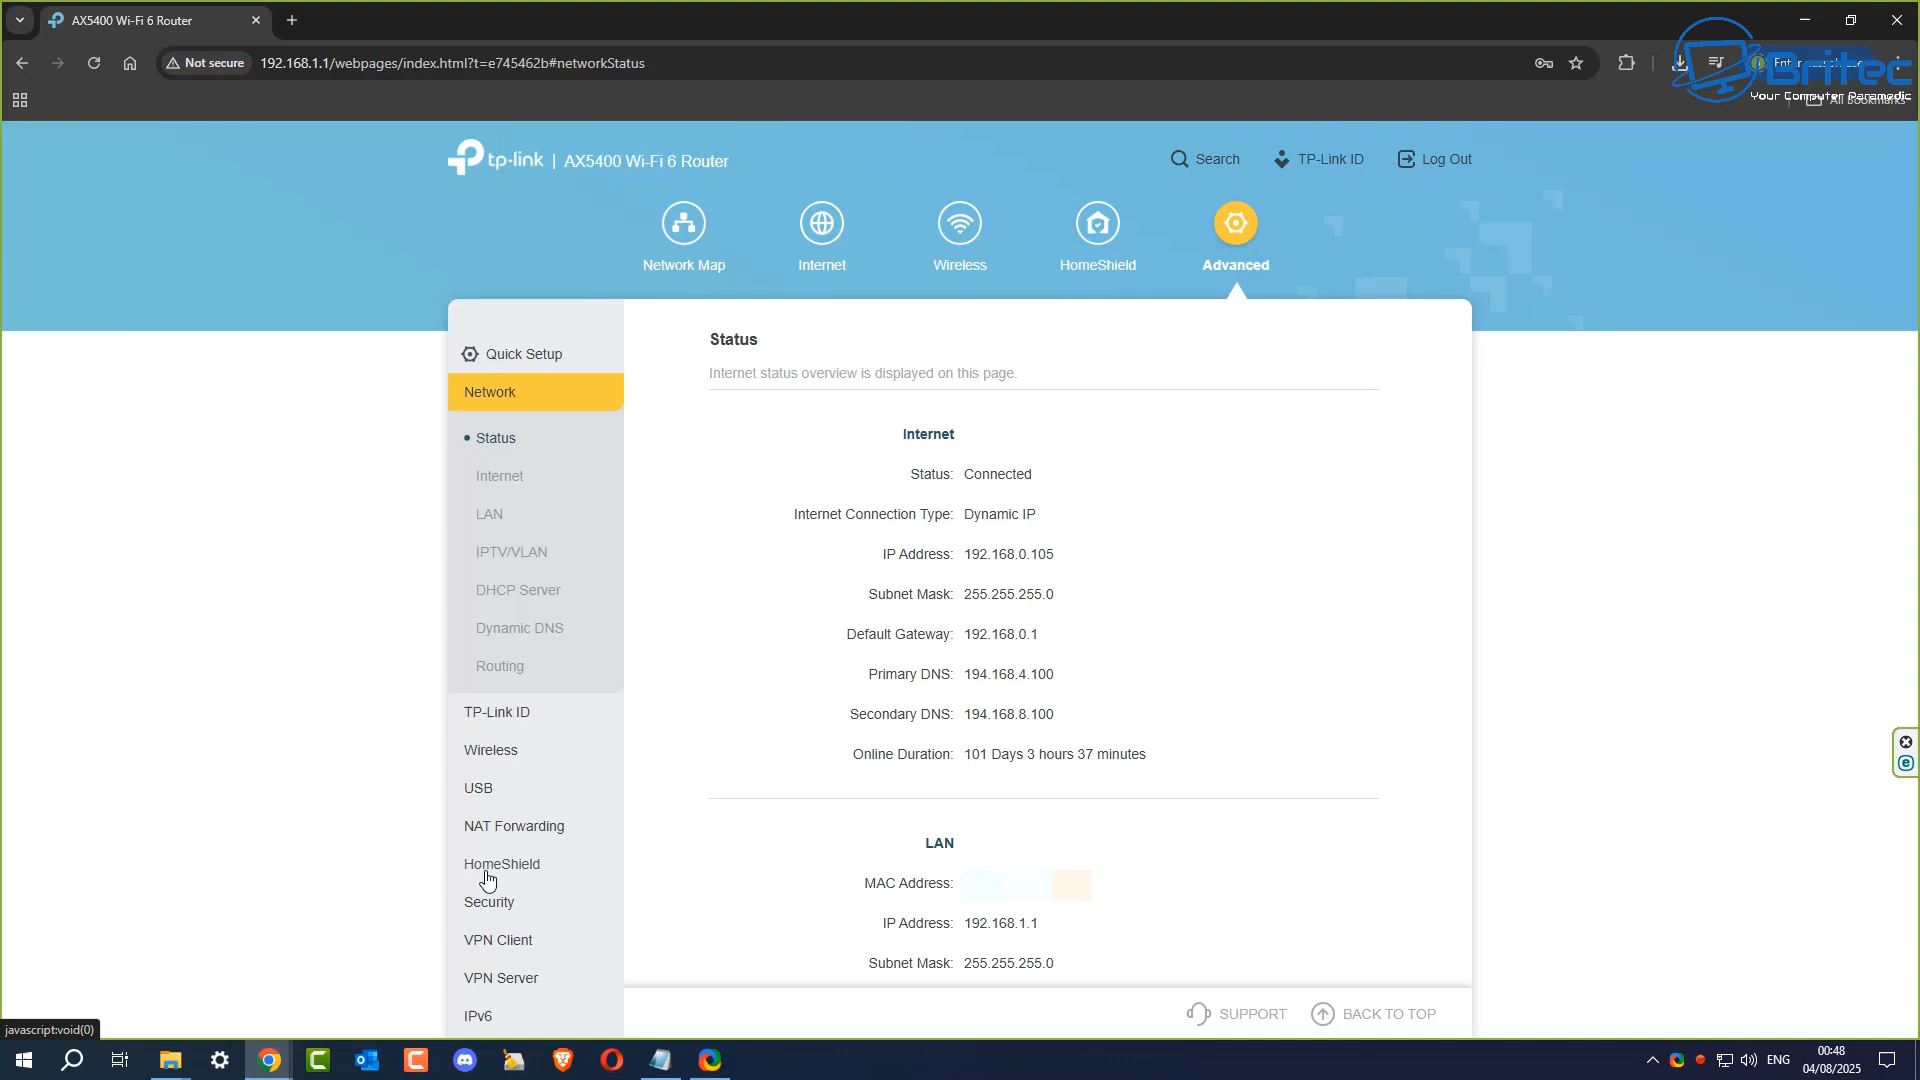 AX5400 Wi-Fi 6 Router
Not secure
192.168.1.1/webpages/index.html?t=e745462b#networkStatus
Britec
Your Computer Paramedic
All Bookmarks
tp-link | AX5400 Wi-Fi 6 Router
Search
TP-Link ID
Log Out
Network Map
Internet
Wireless
HomeShield
Advanced
Quick Setup
Network
Status
Internet
LAN
IPTV/VLAN
DHCP Server
Dynamic DNS
Routing
TP-Link ID
Wireless
USB
NAT Forwarding
HomeShield
Security
VPN Client
VPN Server
IPv6
Status
Internet status overview is displayed on this page.
Internet
Status: Connected
Internet Connection Type: Dynamic IP
IP Address: 192.168.0.105
Subnet Mask: 255.255.255.0
Default Gateway: 192.168.0.1
Primary DNS: 194.168.4.100
Secondary DNS: 194.168.8.100
Online Duration: 101 Days 3 hours 37 minutes
LAN
MAC Address:
IP Address: 192.168.1.1
Subnet Mask: 255.255.255.0
SUPPORT
BACK TO TOP
javascript:void(0)
ENG
00:48
04/08/2025